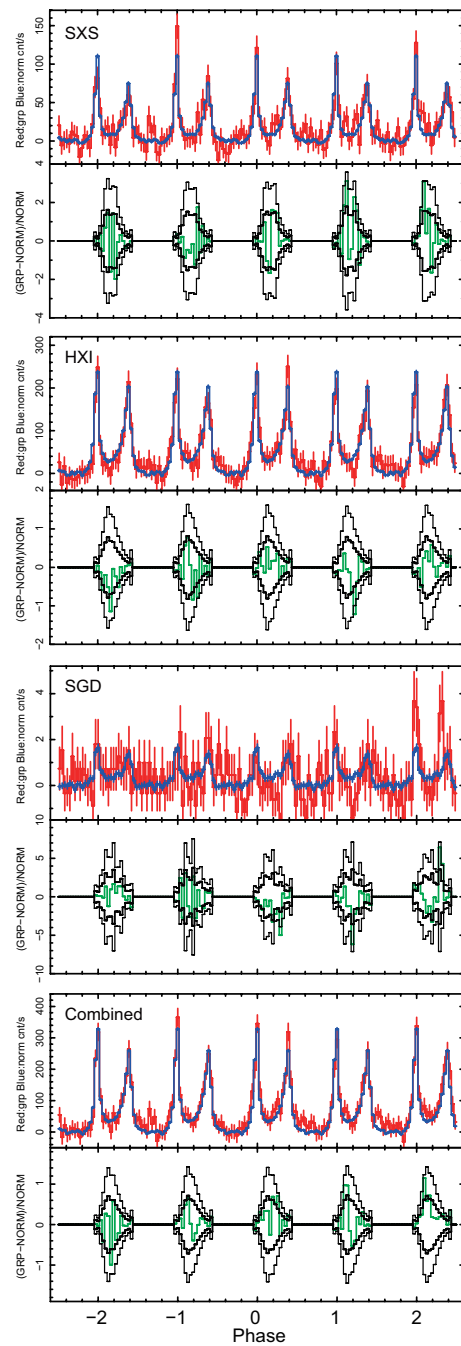 SXS
Red:grp Blue:norm cnt/s
150
100
50
0
4
(GRP−NORM)/NORM
2
0
−2
−4
HXI
Red:grp Blue:norm cnt/s
300
200
100
0
2
(GRP−NORM)/NORM
1
0
−1
−2
SGD
Red:grp Blue:norm cnt/s
4
2
0
10
(GRP−NORM)/NORM
5
0
−5
−10
Combined
Red:grp Blue:norm cnt/s
400
300
200
100
0
(GRP−NORM)/NORM
1
0
−1
−2 −1 0 1 2
Phase